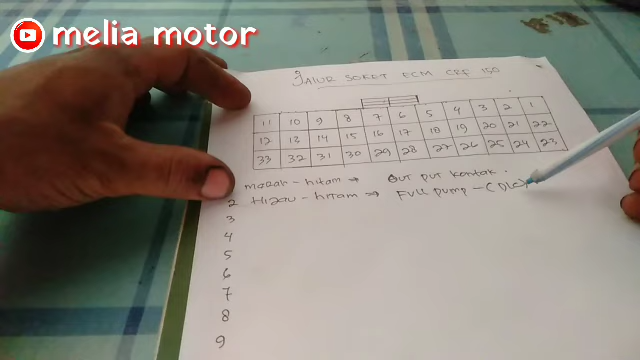 melia motor
JALUR SOKET ECM CRF 150
11 10 9 8 7 6 5 4 3 2 1
12 13 14 15 16 17 18 19 20 21 22
33 32 31 30 29 28 27 26 25 24 23
merah - hitam → Out put kontak.
2 Hijau - hitam → Full pump - (DLC)
3
4
5
6
7
8
9